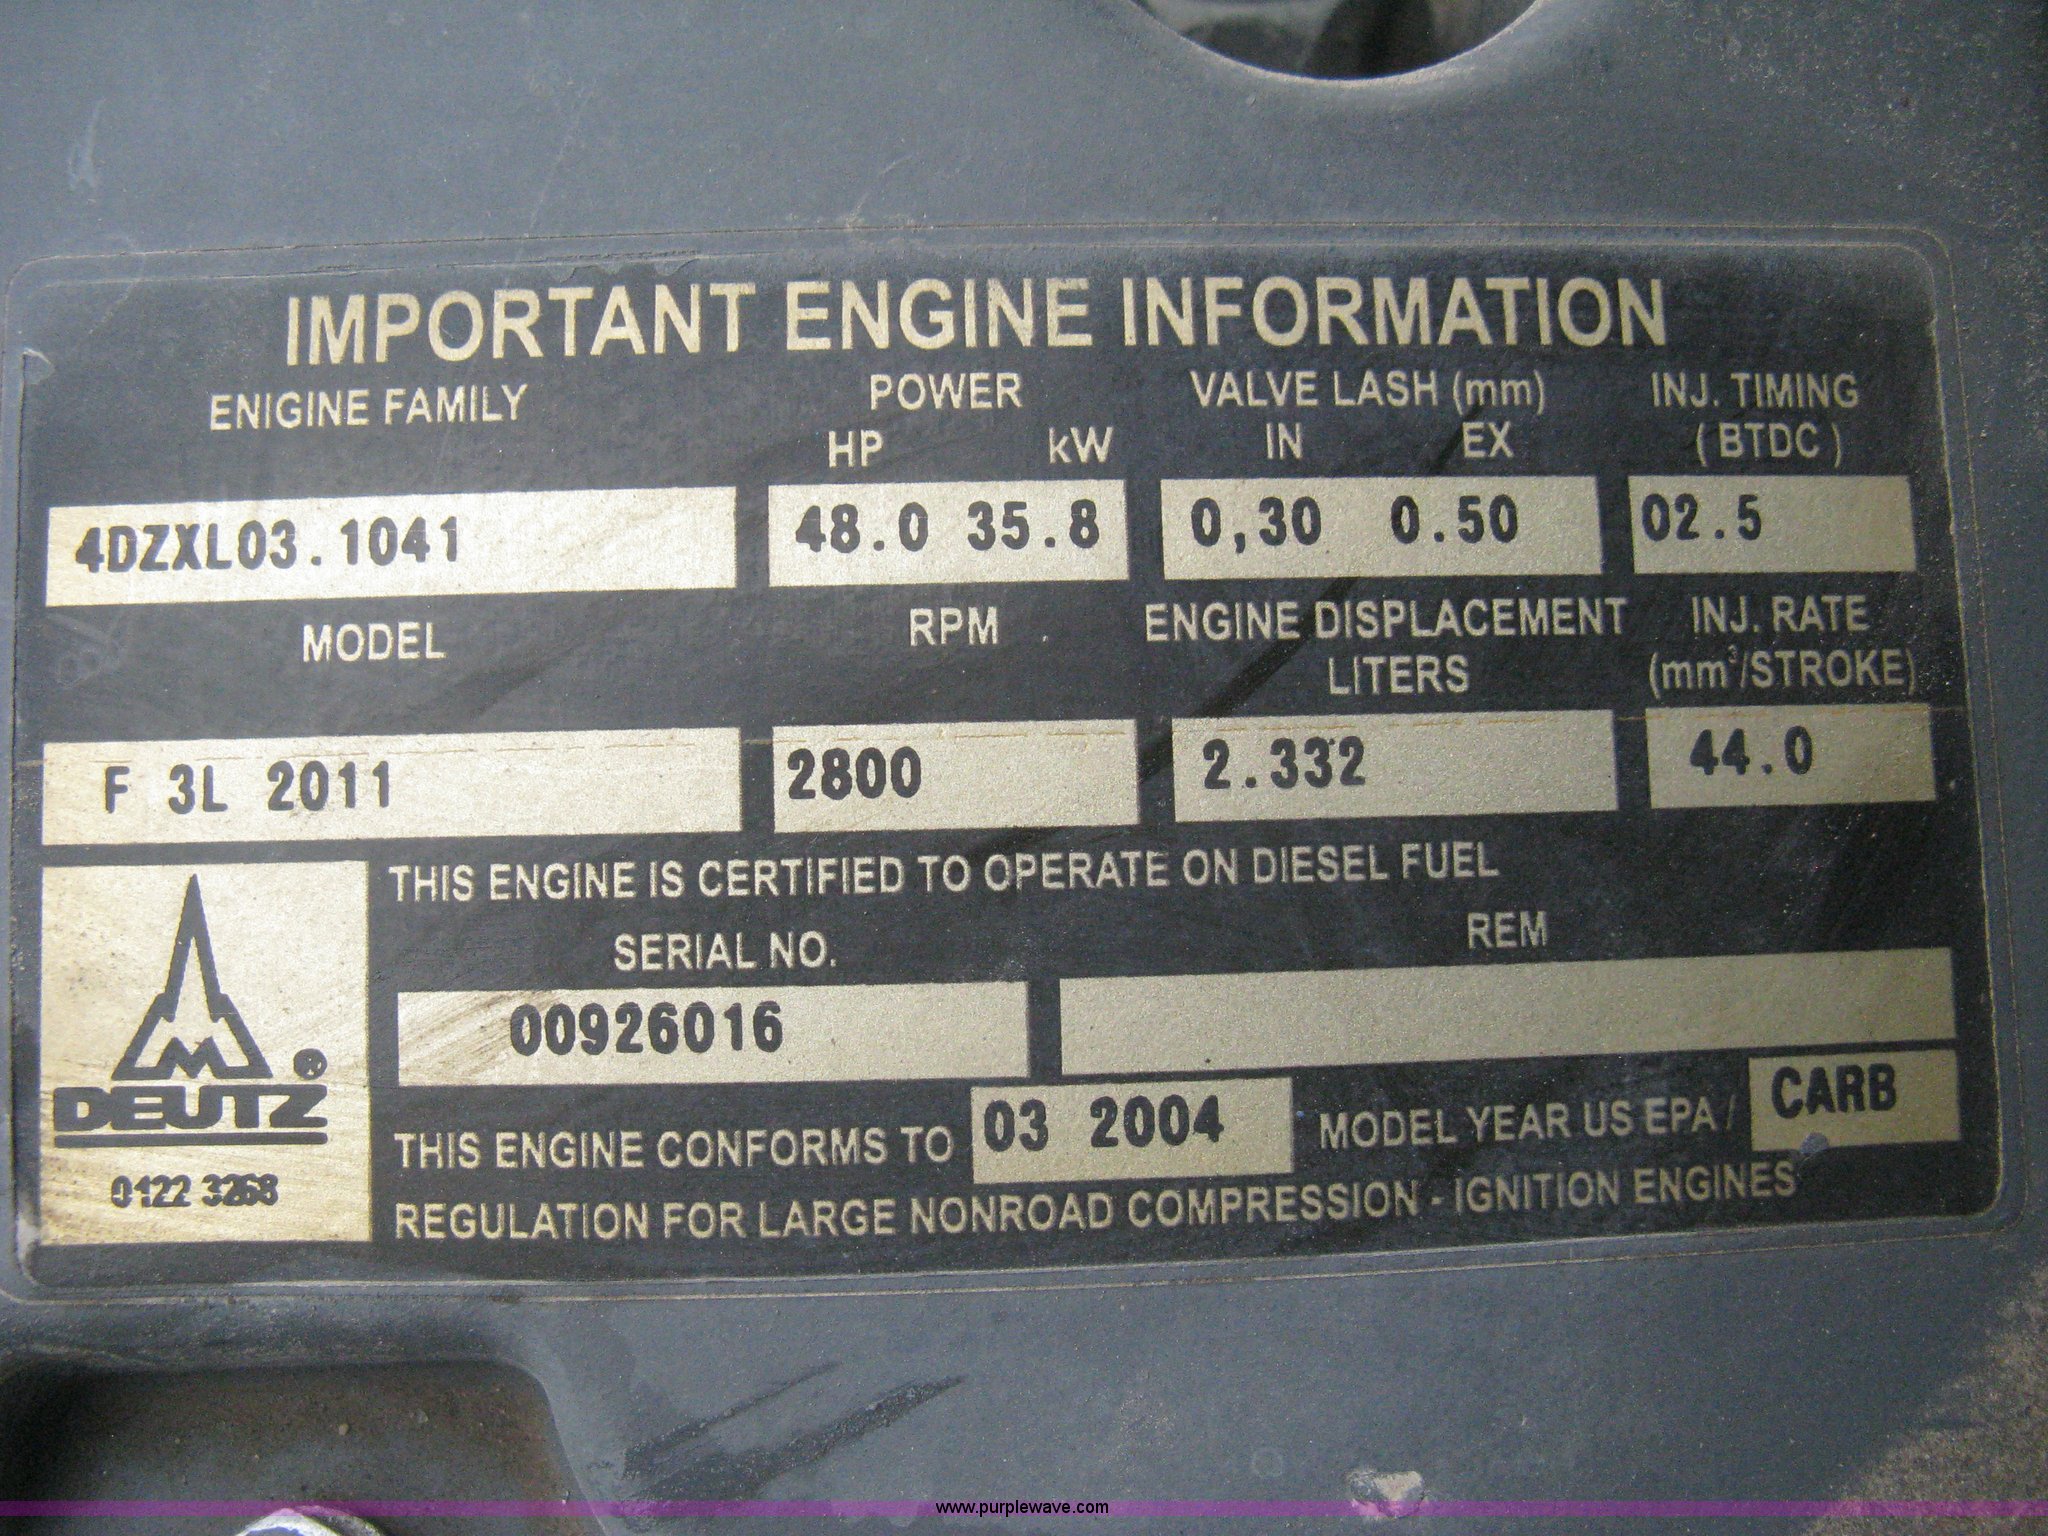 IMPORTANT ENGINE INFORMATION
ENIGINE FAMILY POWER VALVE LASH (mm) INJ. TIMING
HP kW IN EX ( BTDC )
4DZXL03.1041 48.0 35.8 0,30 0.50 02.5
MODEL RPM ENGINE DISPLACEMENT INJ. RATE
LITERS (mm³/STROKE)
F 3L 2011 2800 2.332 44.0
THIS ENGINE IS CERTIFIED TO OPERATE ON DIESEL FUEL
SERIAL NO. REM
00926016
DEUTZ ®
0122 3268
THIS ENGINE CONFORMS TO 03 2004 MODEL YEAR US EPA / CARB
REGULATION FOR LARGE NONROAD COMPRESSION - IGNITION ENGINES
www.purplewave.com